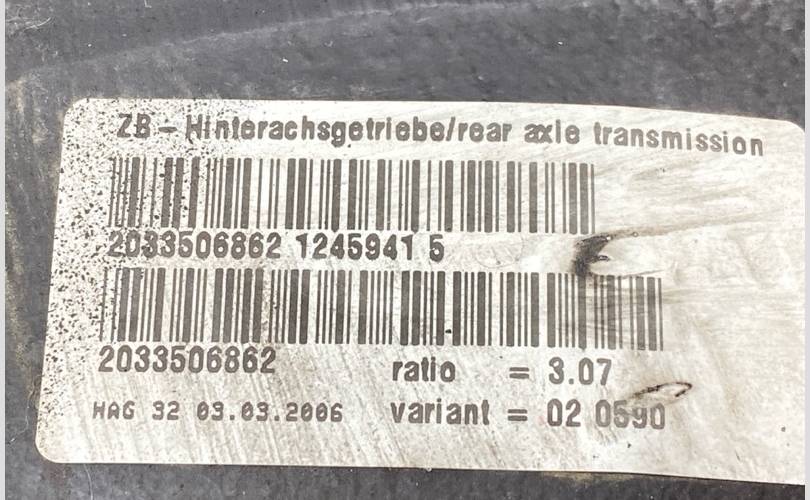 ZB - Hinterachsgetriebe/rear axle transmission
2033506862 1245941 5
2033506862
ratio = 3.07
HAG 32 03.03.2006
variant = 02 0590